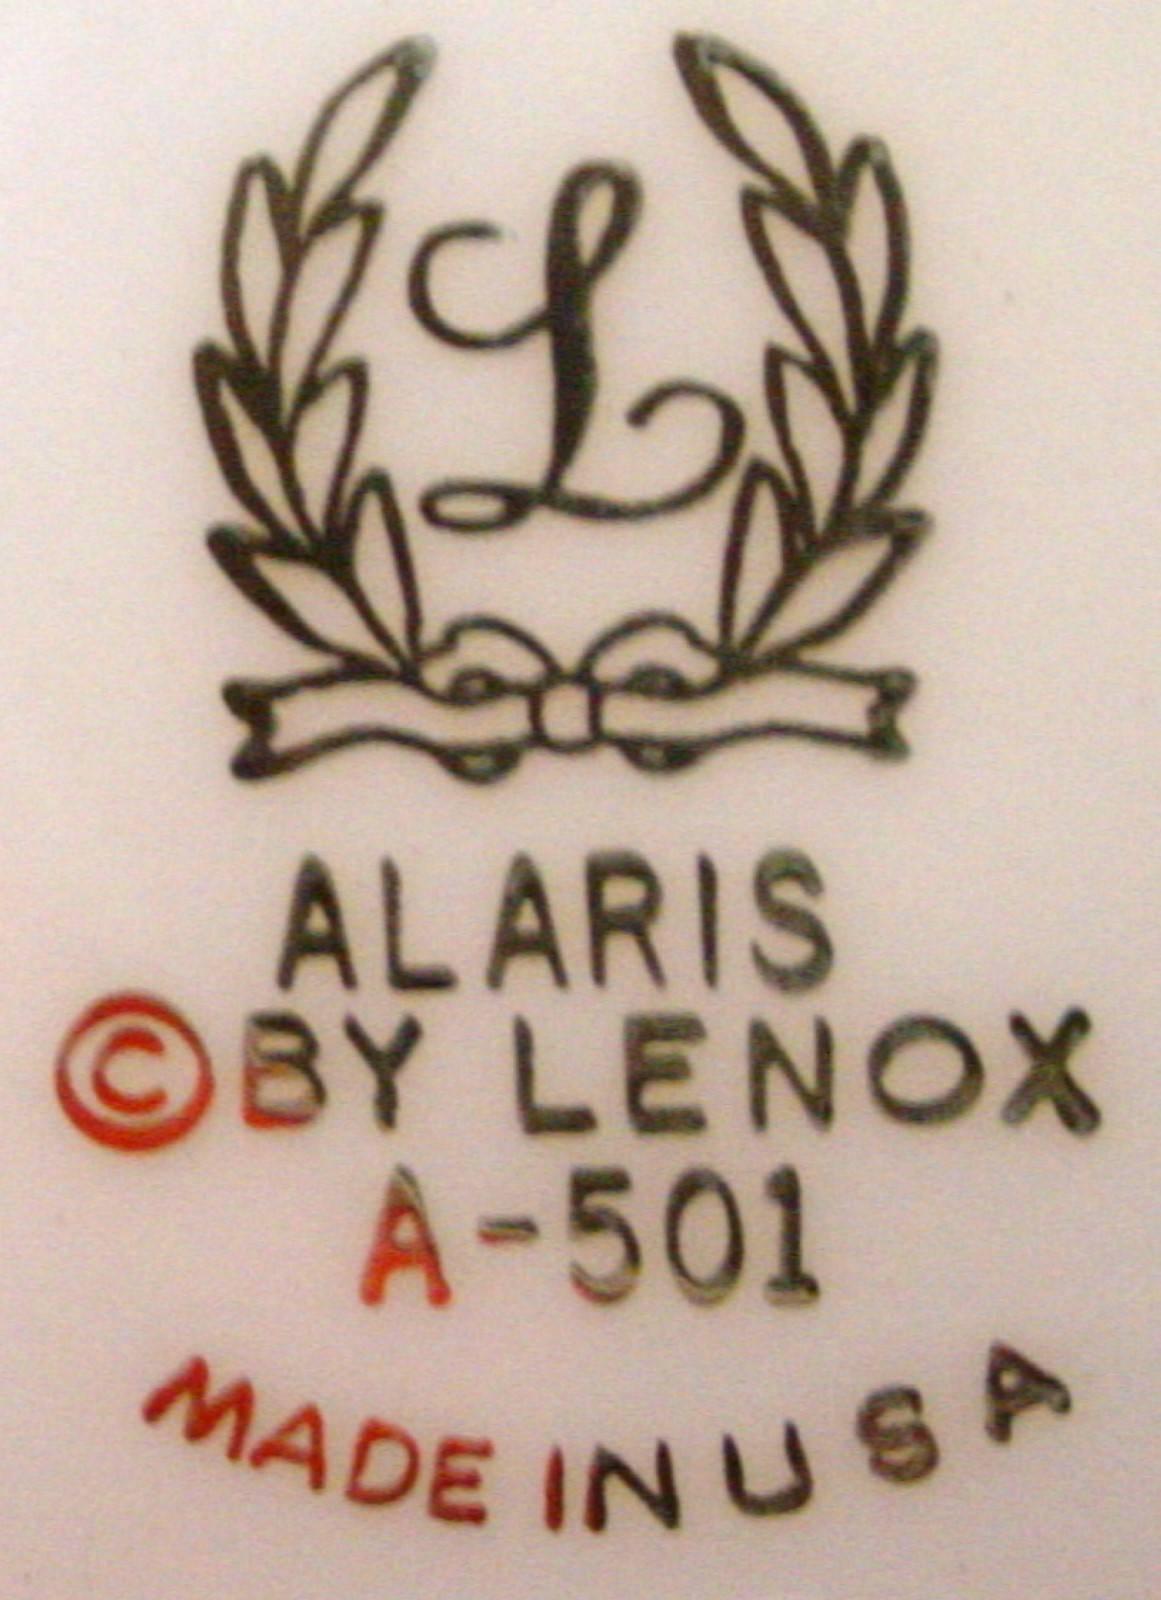 L
ALARIS
© BY LENOX
A-501
MADE IN USA